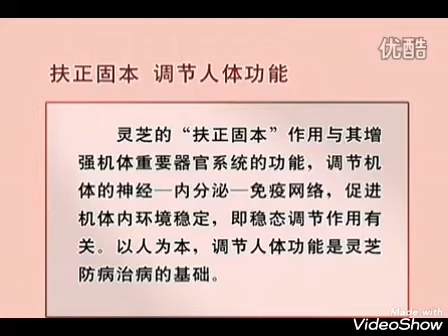 优酷
扶正固本 调节人体功能
灵芝的“扶正固本”作用与其增
强机体重要器官系统的功能，调节机
体的神经—内分泌—免疫网络，促进
机体内环境稳定，即稳态调节作用有
关。以人为本，调节人体功能是灵芝
防病治病的基础。
Made with
VideoShow